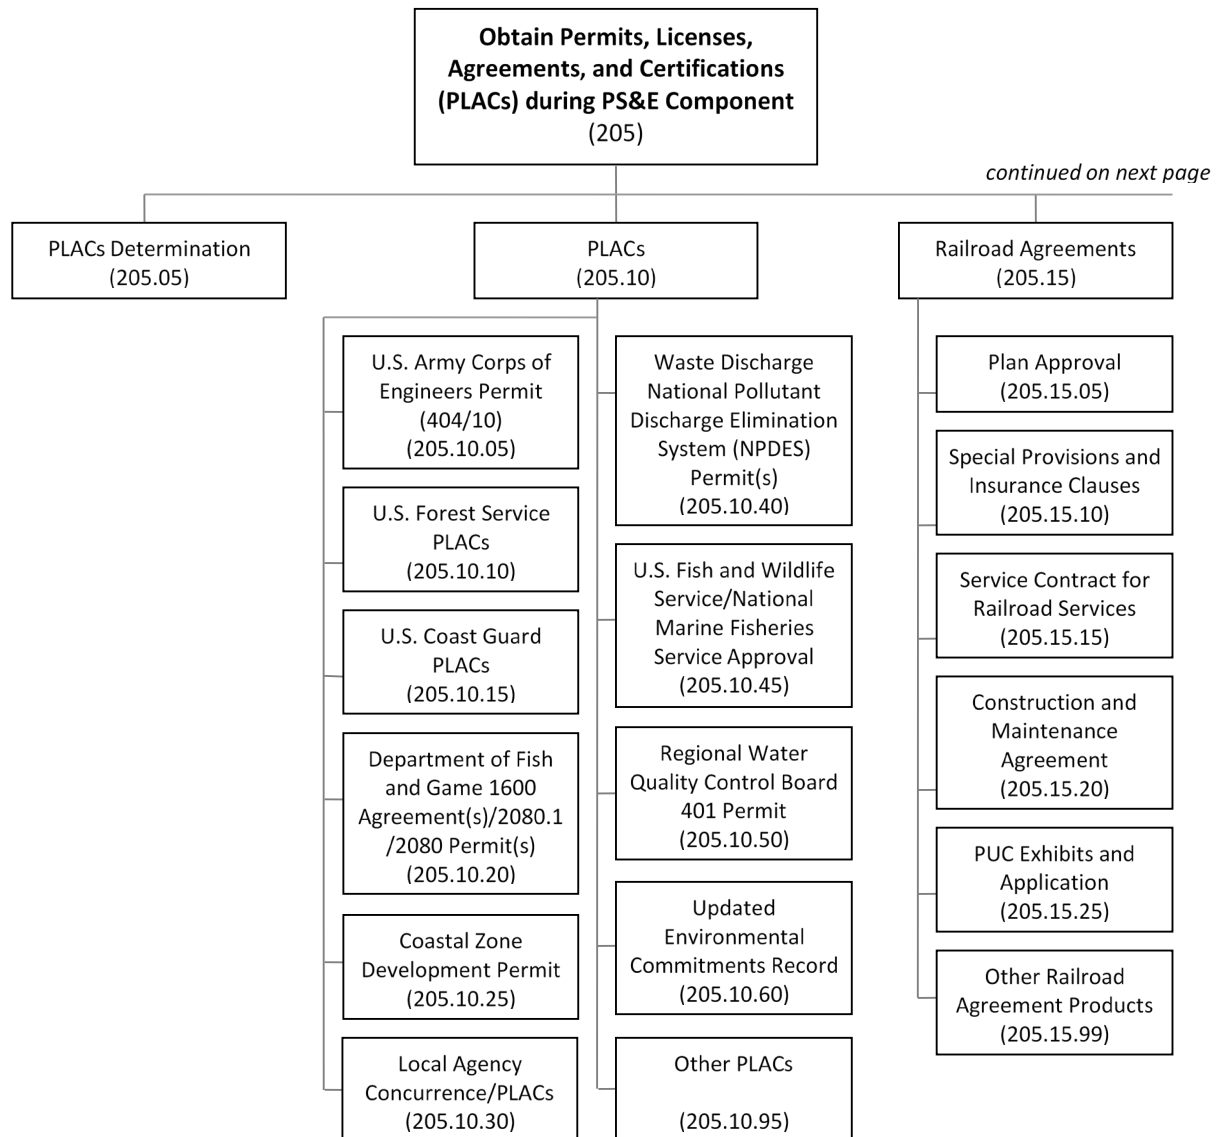 Obtain Permits, Licenses,
Agreements, and Certifications
(PLACs) during PS&E Component
(205)
continued on next page
PLACs Determination
(205.05)
PLACs
(205.10)
Railroad Agreements
(205.15)
U.S. Army Corps of
Engineers Permit
(404/10)
(205.10.05)
U.S. Forest Service
PLACs
(205.10.10)
U.S. Coast Guard
PLACs
(205.10.15)
Department of Fish
and Game 1600
Agreement(s)/2080.1
/2080 Permit(s)
(205.10.20)
Coastal Zone
Development Permit
(205.10.25)
Local Agency
Concurrence/PLACs
(205.10.30)
Waste Discharge
National Pollutant
Discharge Elimination
System (NPDES)
Permit(s)
(205.10.40)
U.S. Fish and Wildlife
Service/National
Marine Fisheries
Service Approval
(205.10.45)
Regional Water
Quality Control Board
401 Permit
(205.10.50)
Updated
Environmental
Commitments Record
(205.10.60)
Other PLACs
(205.10.95)
Plan Approval
(205.15.05)
Special Provisions and
Insurance Clauses
(205.15.10)
Service Contract for
Railroad Services
(205.15.15)
Construction and
Maintenance
Agreement
(205.15.20)
PUC Exhibits and
Application
(205.15.25)
Other Railroad
Agreement Products
(205.15.99)